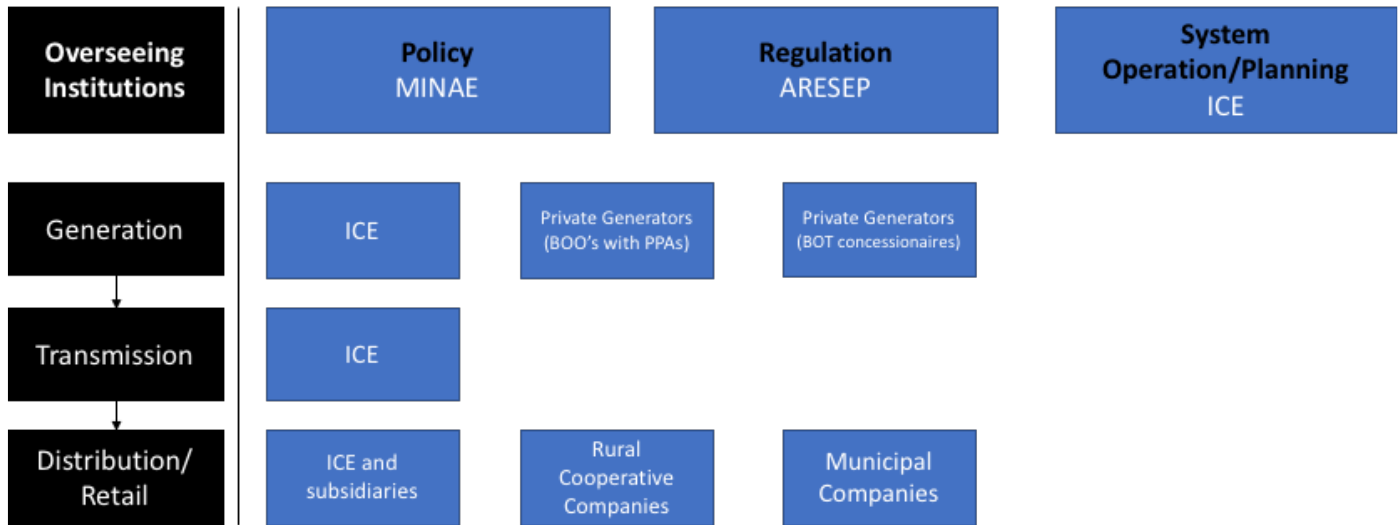 Overseeing
Institutions
Policy
MINAE
Regulation
ARESEP
System
Operation/Planning
ICE
Generation
ICE
Private Generators
(BOO's with PPAs)
Private Generators
(BOT concessionaires)
Transmission
ICE
Distribution/
Retail
ICE and
subsidiaries
Rural
Cooperative
Companies
Municipal
Companies